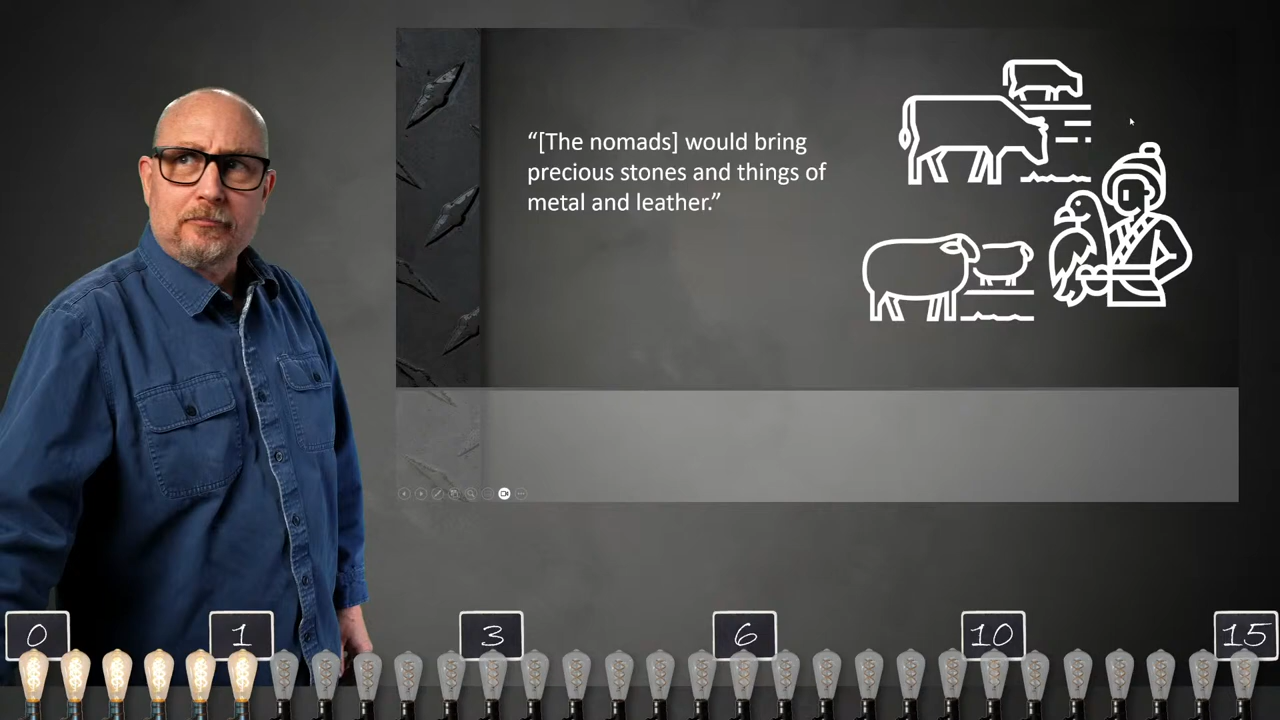 “[The nomads] would bring
precious stones and things of
metal and leather.”
0
1
3
6
10
15